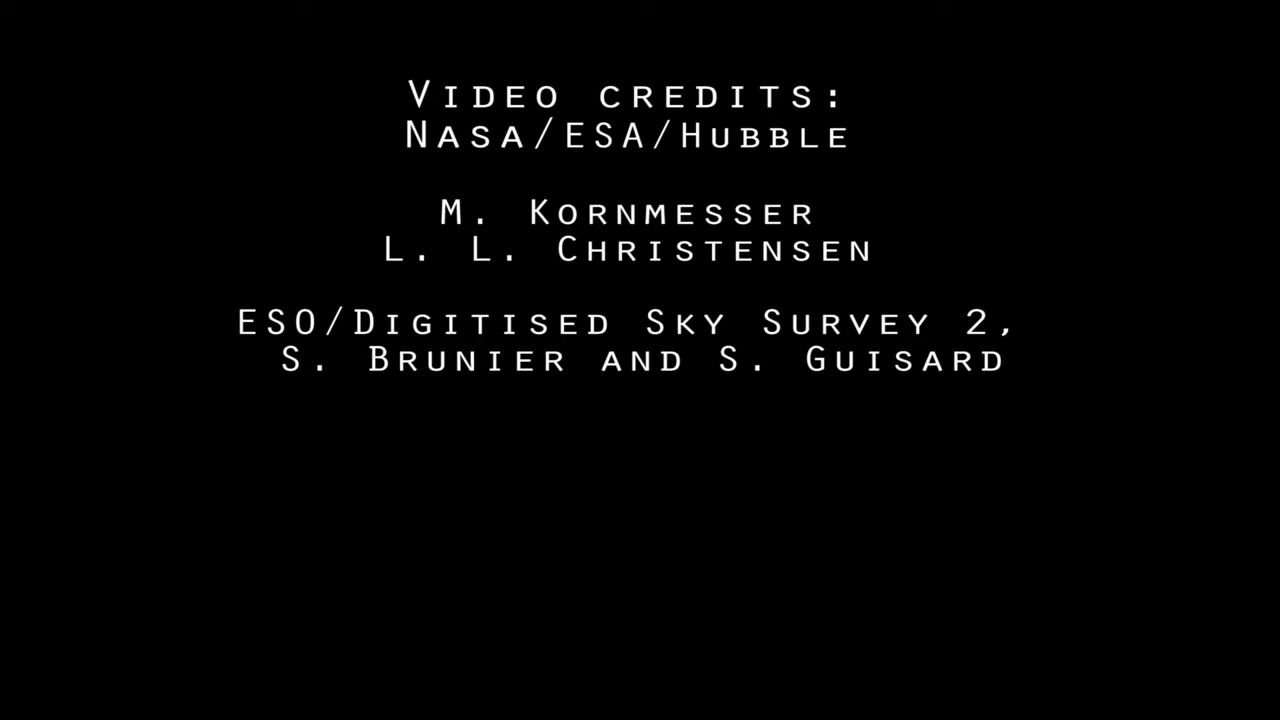 Video credits:
Nasa/ESA/Hubble
M. Kornmesser
L. L. Christensen
ESO/Digitised Sky Survey 2,
S. Brunier and S. Guisard